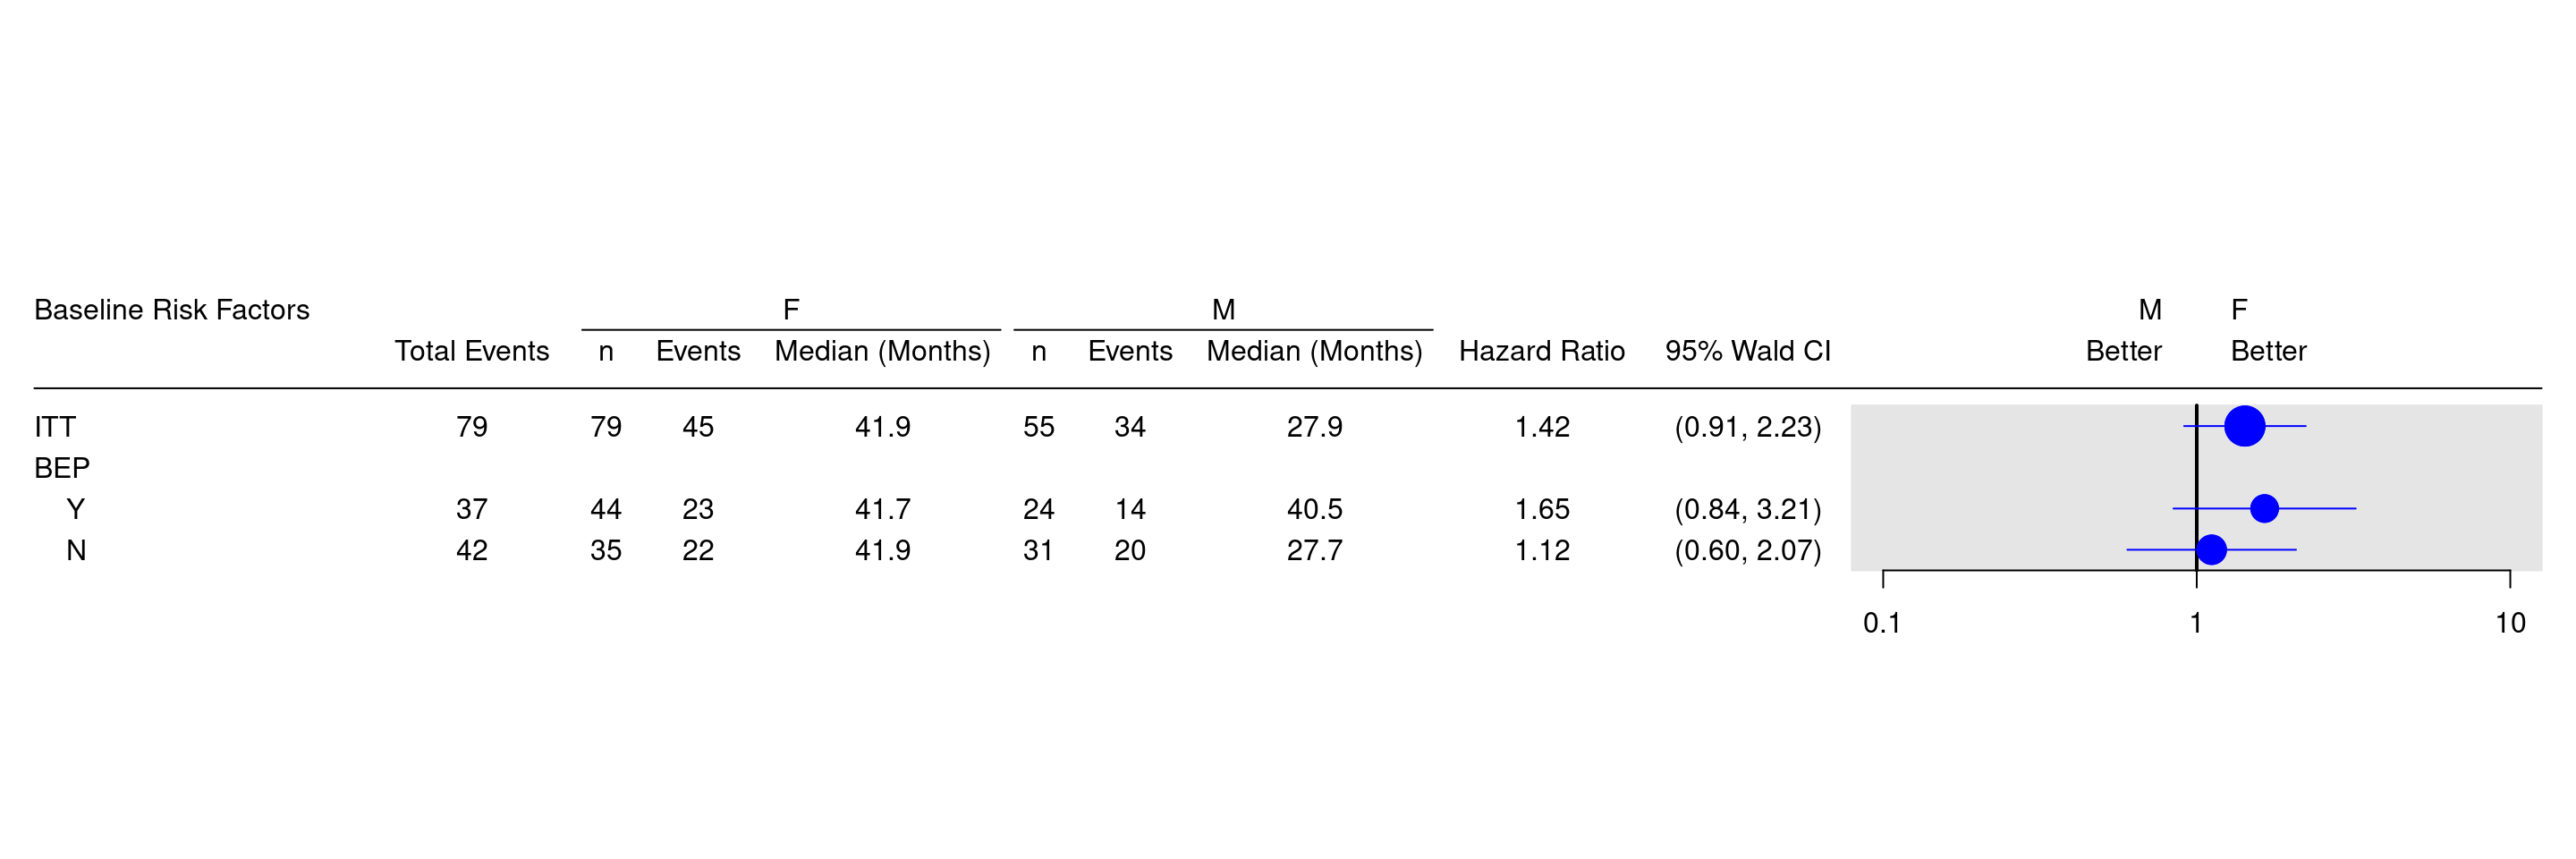 Baseline Risk Factors F M M F
Total Events n Events Median (Months) n Events Median (Months) Hazard Ratio 95% Wald CI Better Better
ITT 79 79 45 41.9 55 34 27.9 1.42 (0.91, 2.23)
BEP
Y 37 44 23 41.7 24 14 40.5 1.65 (0.84, 3.21)
N 42 35 22 41.9 31 20 27.7 1.12 (0.60, 2.07)
0.1 1 10